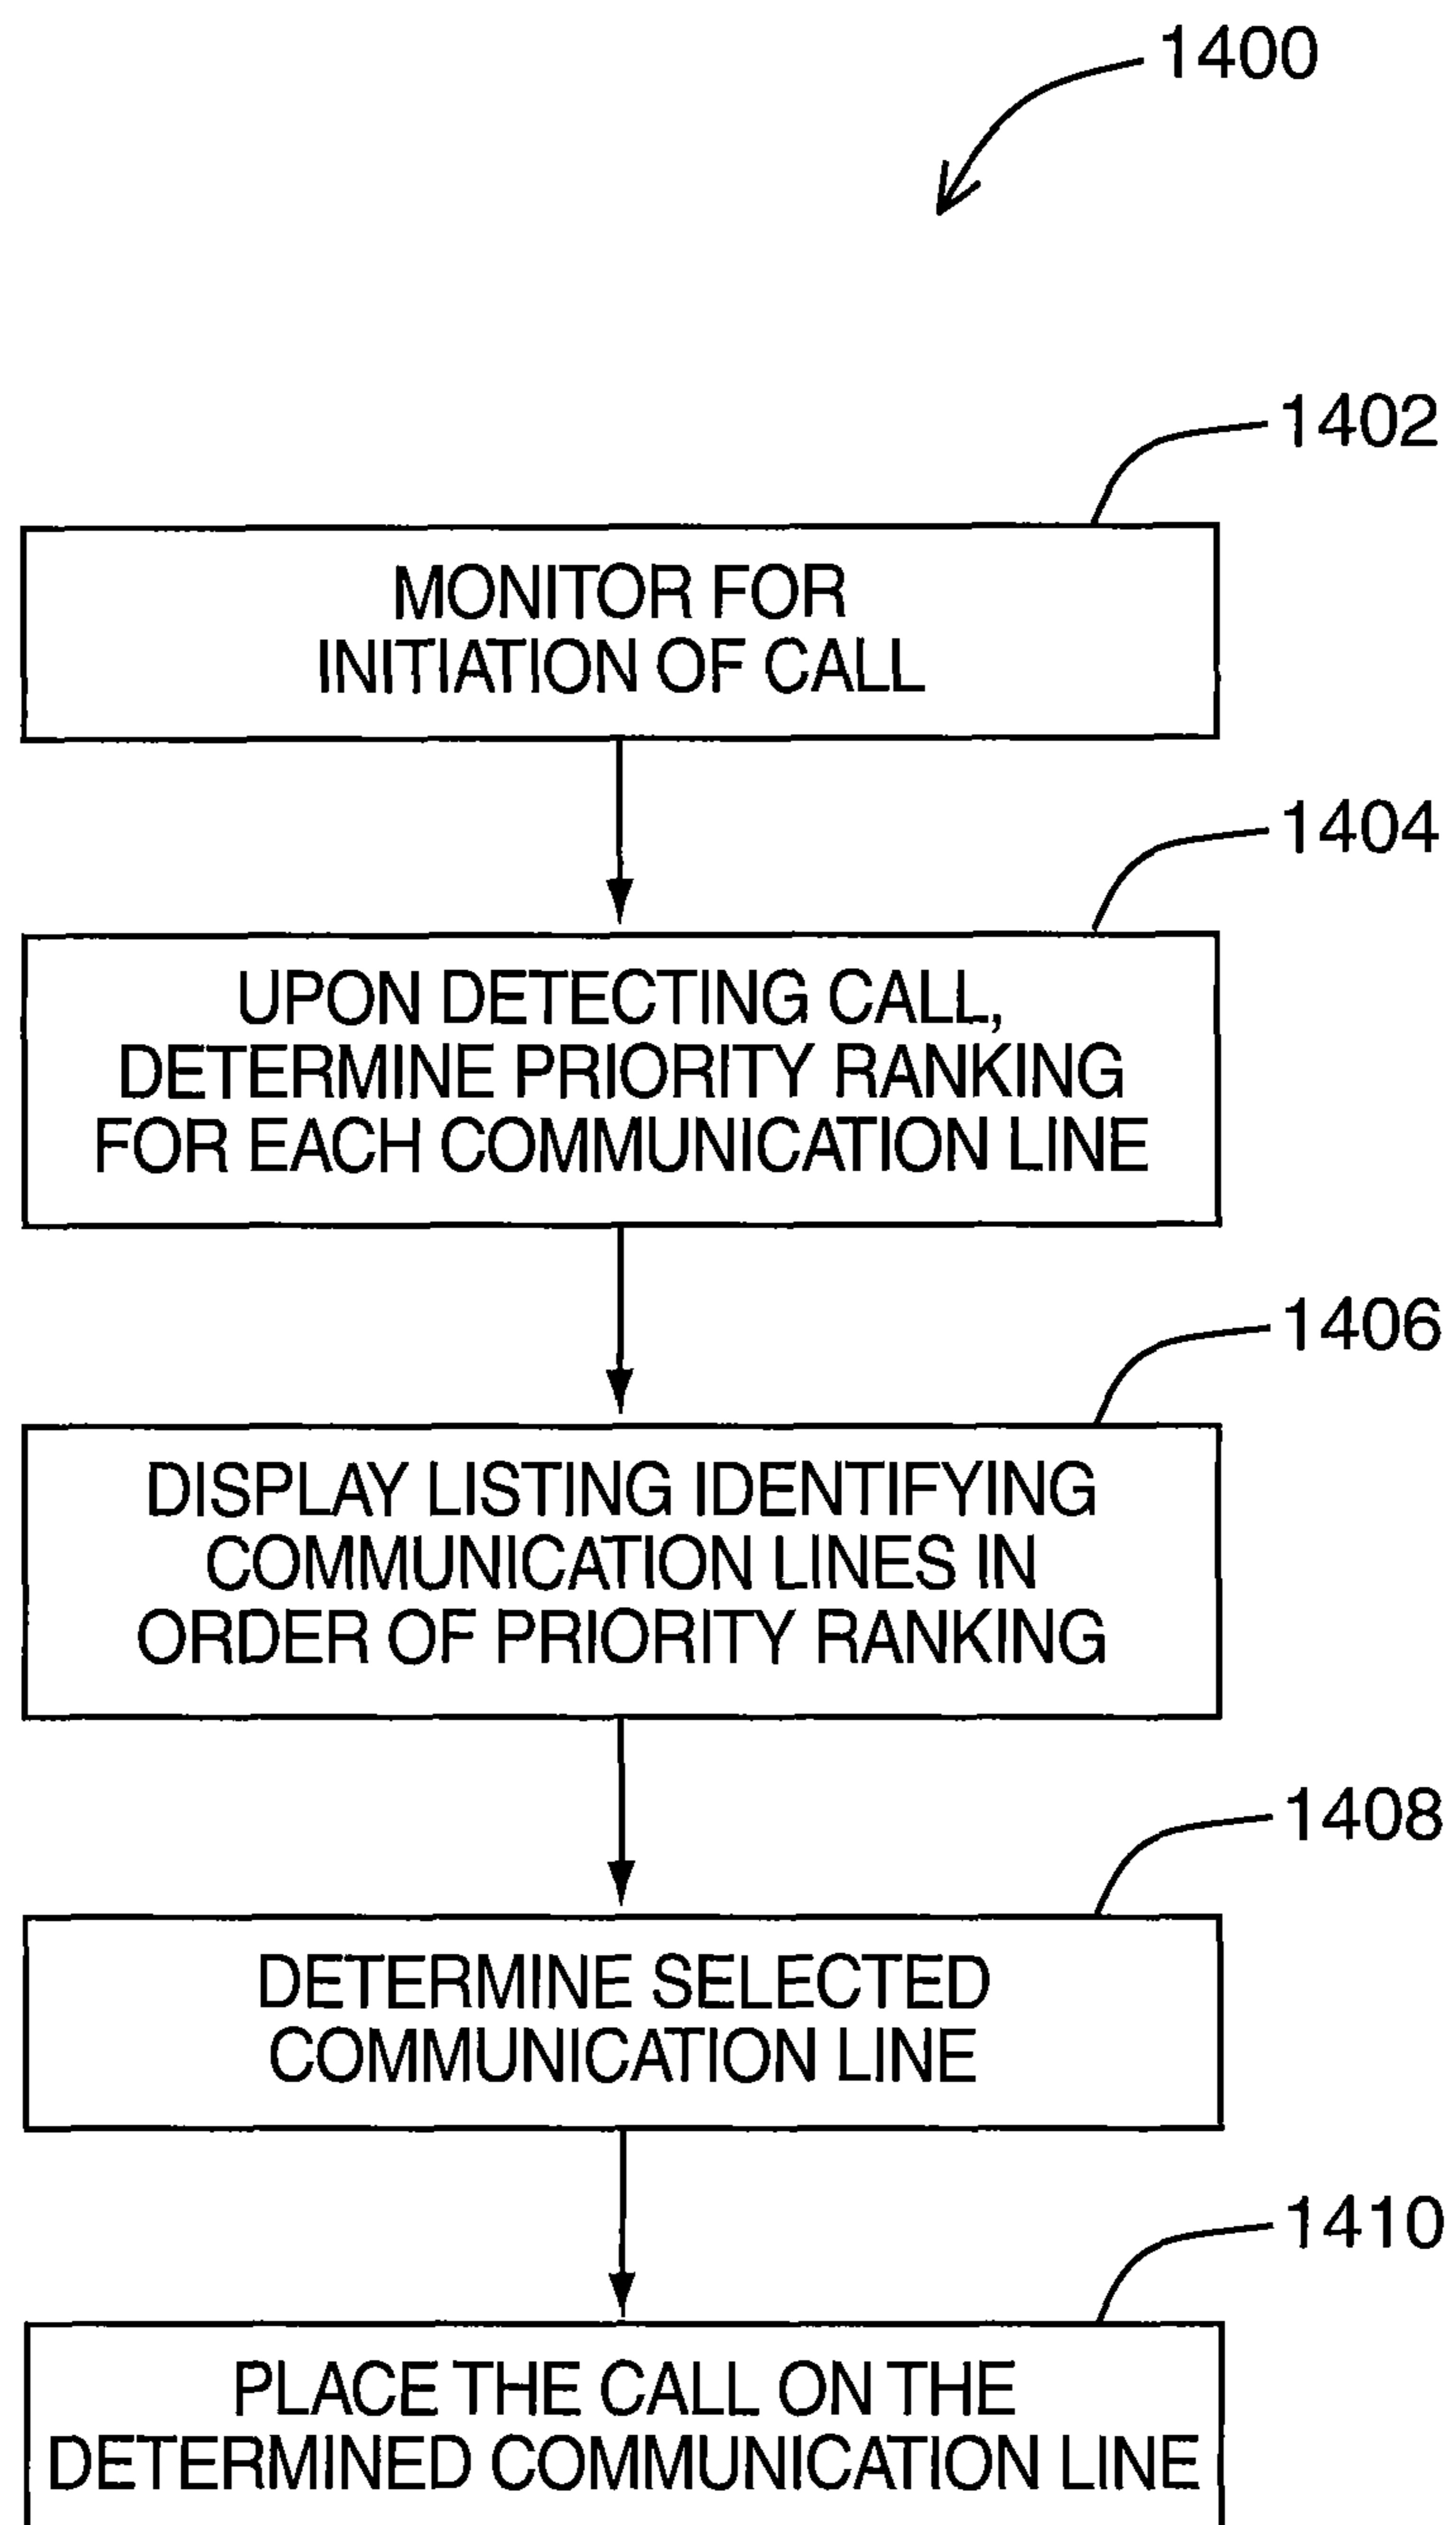 1400
1402
MONITOR FOR
INITIATION OF CALL
1404
UPON DETECTING CALL,
DETERMINE PRIORITY RANKING
FOR EACH COMMUNICATION LINE
1406
DISPLAY LISTING IDENTIFYING
COMMUNICATION LINES IN
ORDER OF PRIORITY RANKING
1408
DETERMINE SELECTED
COMMUNICATION LINE
1410
PLACE THE CALL ON THE
DETERMINED COMMUNICATION LINE